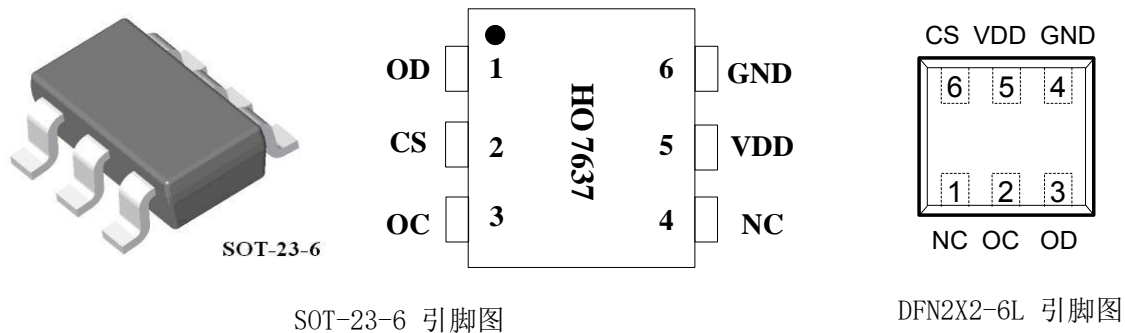 SOT-23-6
OD 1 6 GND
CS 2 5 VDD
OC 3 4 NC
HO7637
CS VDD GND
6 5 4
1 2 3
NC OC OD
SOT-23-6 引脚图
DFN2X2-6L 引脚图